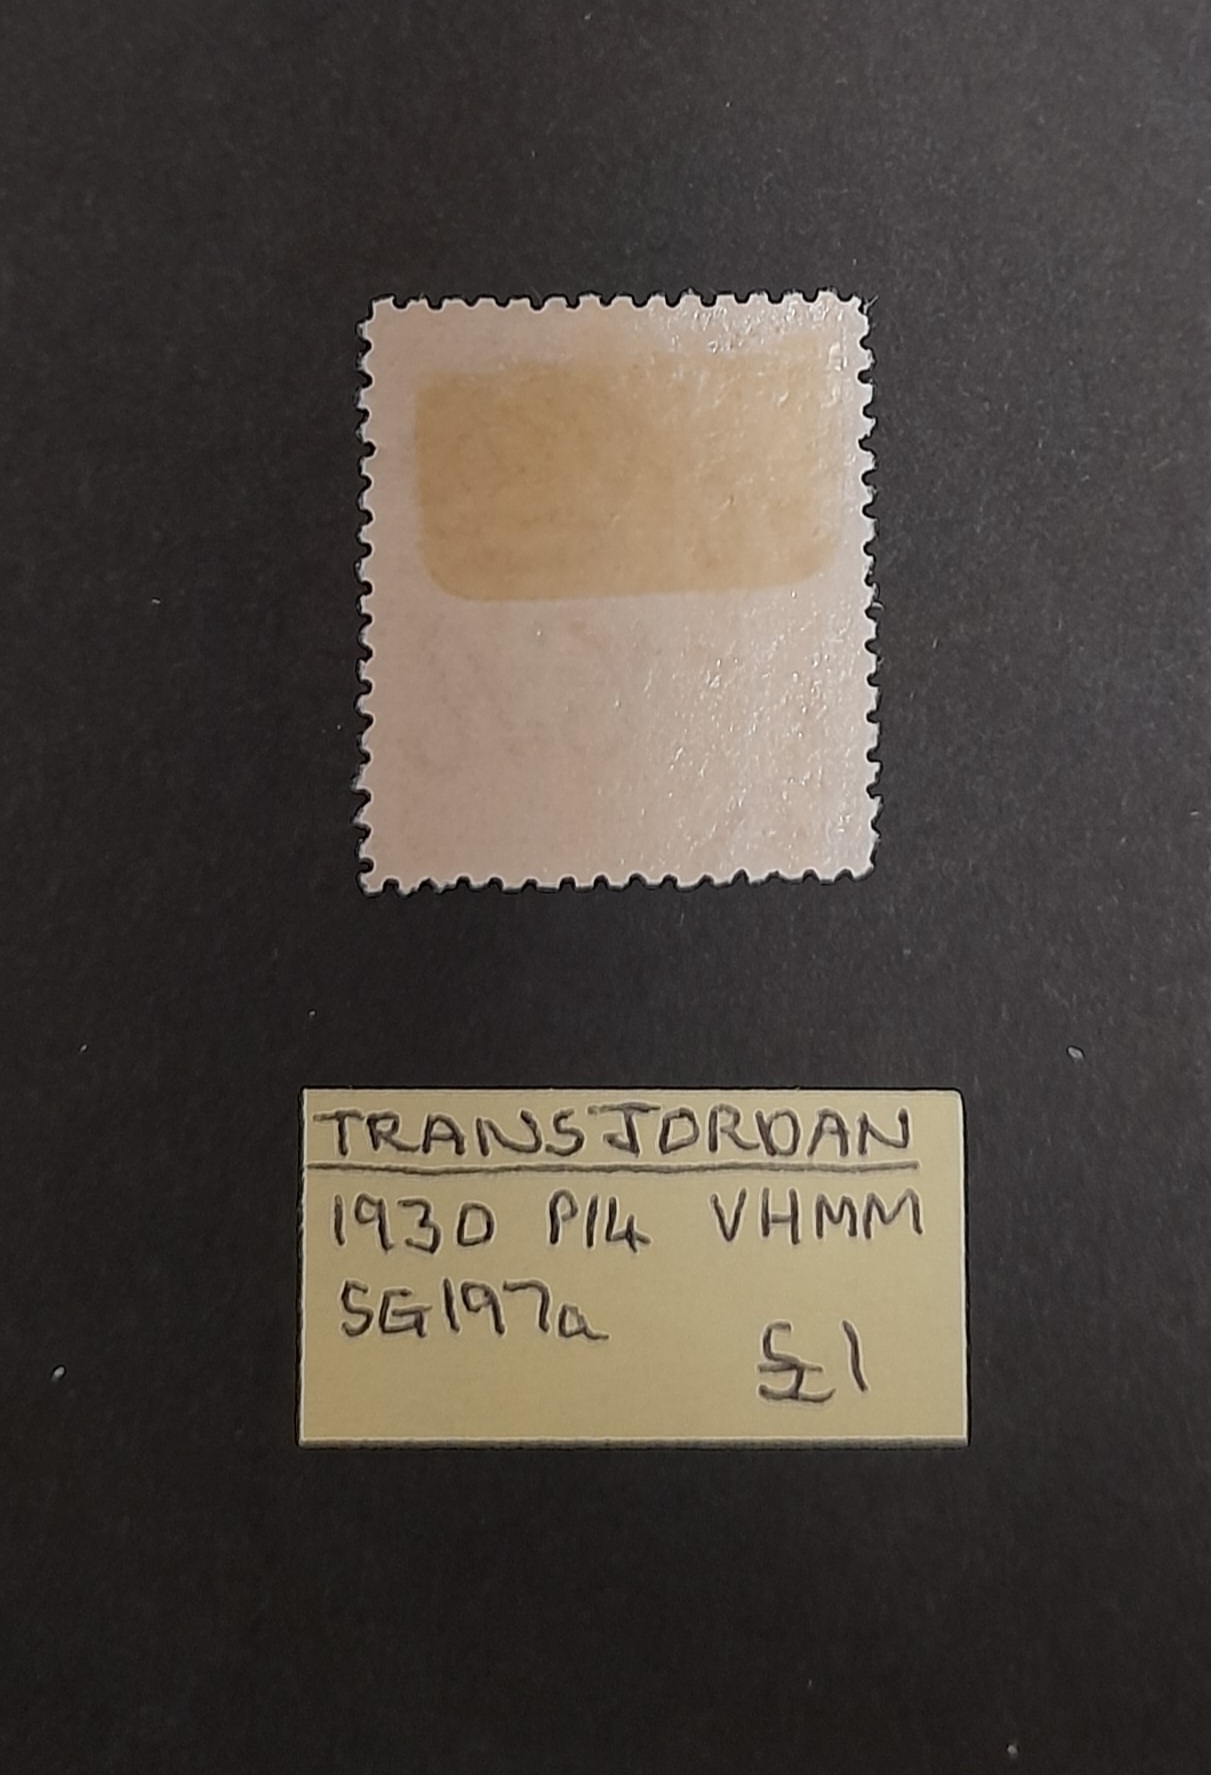 TRANSJORDAN
1930 P14 VHMM
SG197a
£1